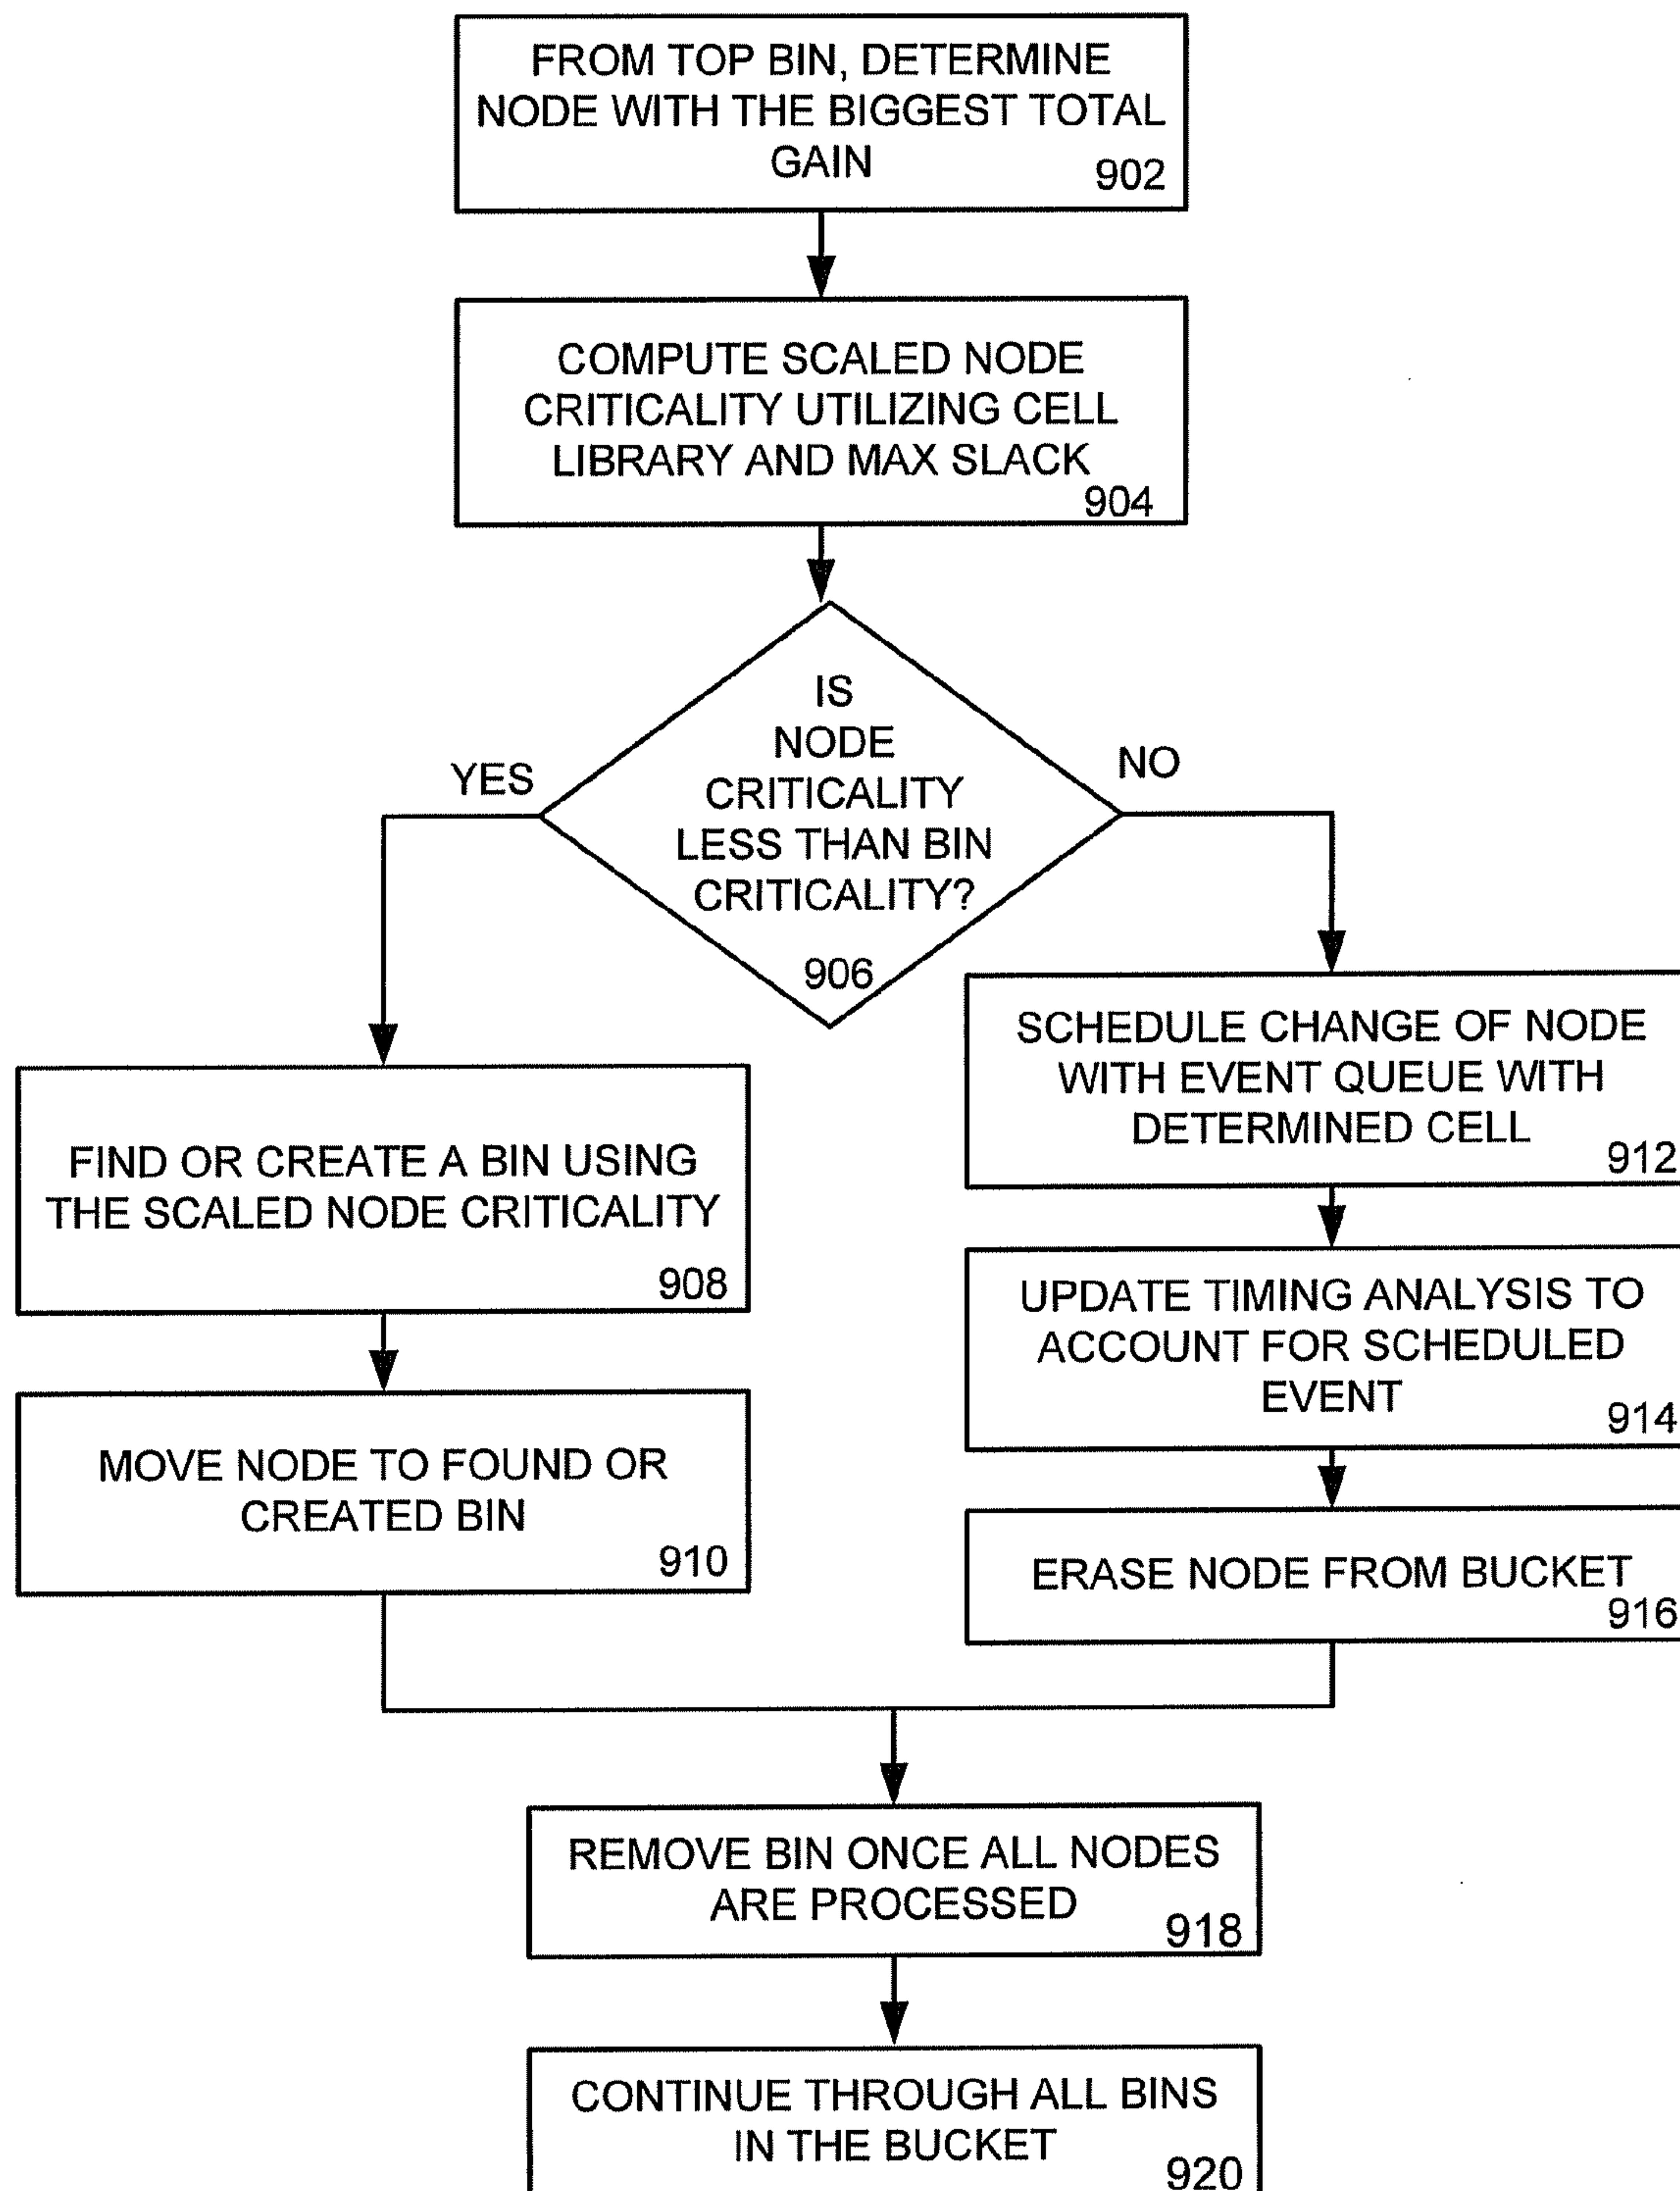 FROM TOP BIN, DETERMINE
NODE WITH THE BIGGEST TOTAL
GAIN
902
COMPUTE SCALED NODE
CRITICALITY UTILIZING CELL
LIBRARY AND MAX SLACK
904
IS
NODE
CRITICALITY
LESS THAN BIN
CRITICALITY?
906
YES
NO
FIND OR CREATE A BIN USING
THE SCALED NODE CRITICALITY
908
MOVE NODE TO FOUND OR
CREATED BIN
910
SCHEDULE CHANGE OF NODE
WITH EVENT QUEUE WITH
DETERMINED CELL
912
UPDATE TIMING ANALYSIS TO
ACCOUNT FOR SCHEDULED
EVENT
914
ERASE NODE FROM BUCKET
916
REMOVE BIN ONCE ALL NODES
ARE PROCESSED
918
CONTINUE THROUGH ALL BINS
IN THE BUCKET
920